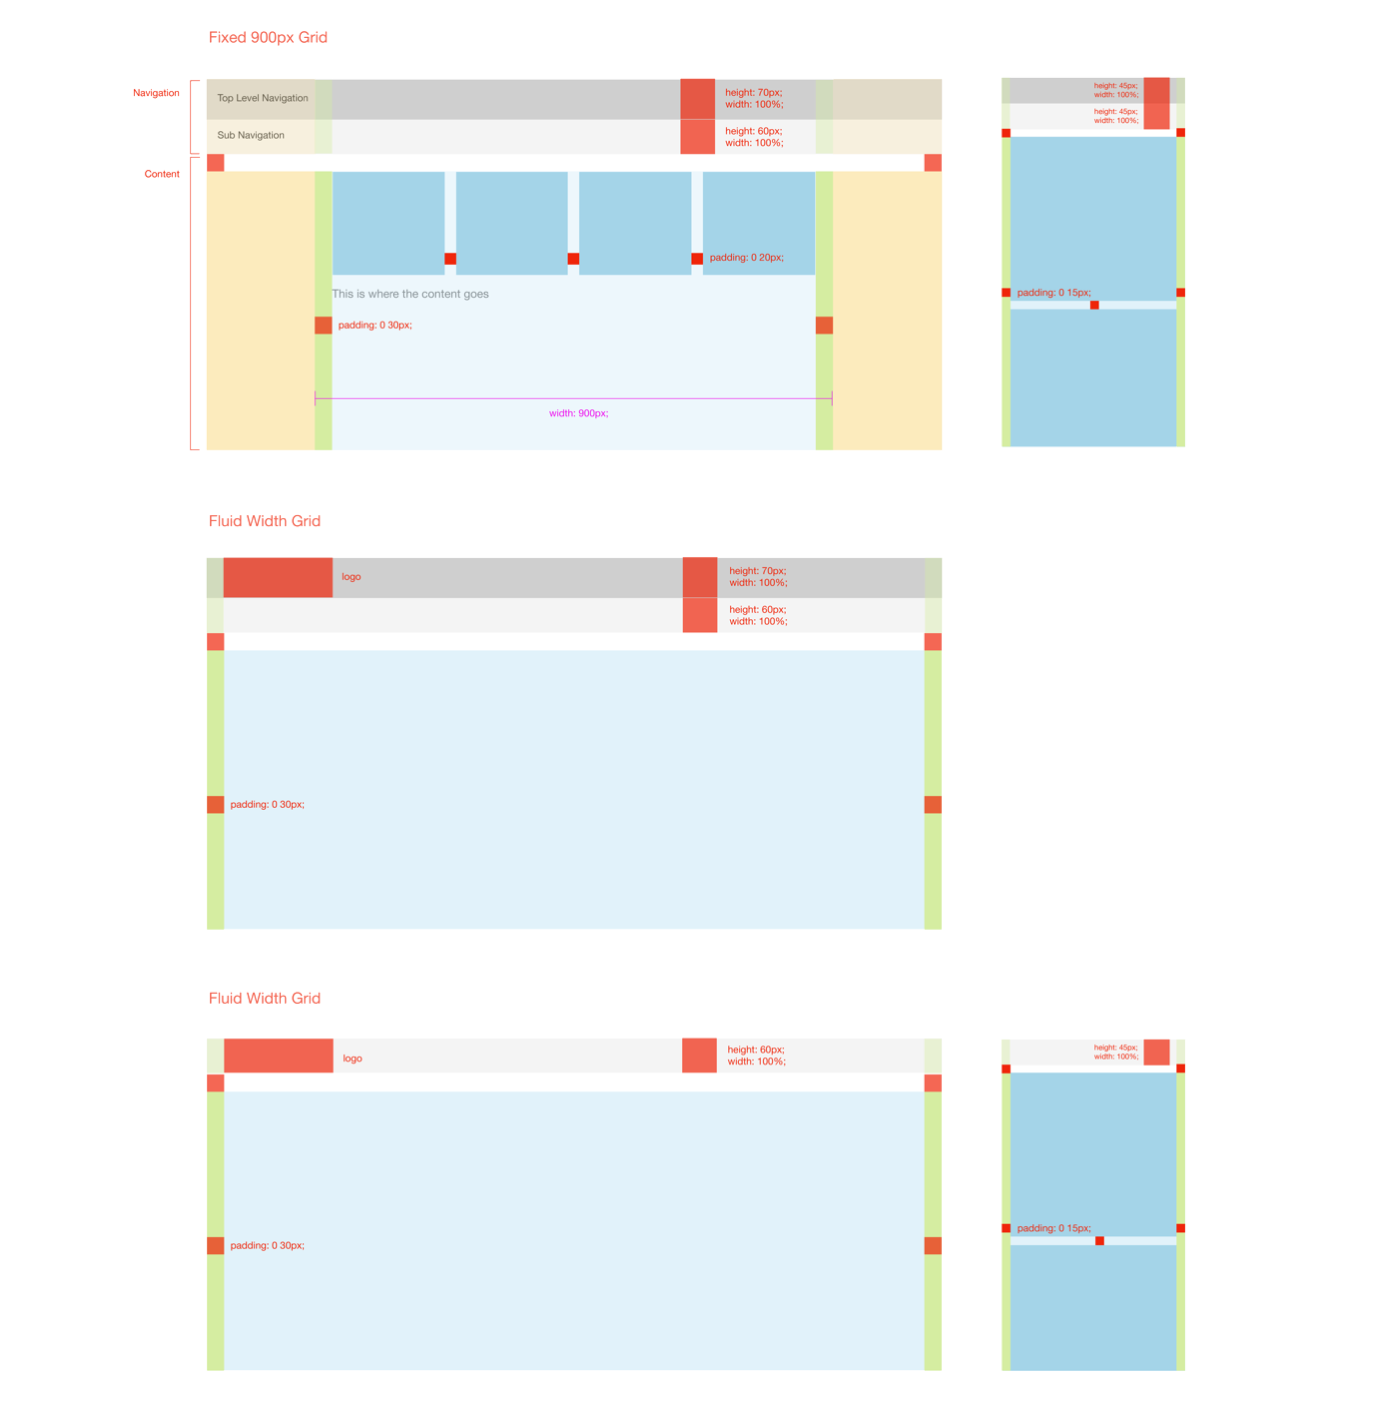 Fixed 900px Grid
Navigation
Top Level Navigation
height: 70px;
width: 100%;
Sub Navigation
height: 60px;
width: 100%;
Content
padding: 0 20px;
This is where the content goes
padding: 0 30px;
width: 900px;
height: 45px;
width: 100%;
height: 45px;
width: 100%;
padding: 0 15px;
Fluid Width Grid
logo
height: 70px;
width: 100%;
height: 60px;
width: 100%;
padding: 0 30px;
Fluid Width Grid
logo
height: 60px;
width: 100%;
padding: 0 30px;
height: 45px;
width: 100%;
padding: 0 15px;